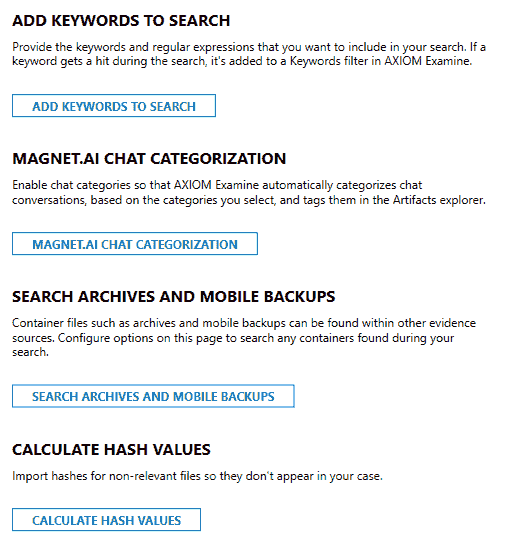 ADD KEYWORDS TO SEARCH
Provide the keywords and regular expressions that you want to include in your search. If a
keyword gets a hit during the search, it's added to a Keywords filter in AXIOM Examine.
ADD KEYWORDS TO SEARCH
MAGNET.AI CHAT CATEGORIZATION
Enable chat categories so that AXIOM Examine automatically categorizes chat
conversations, based on the categories you select, and tags them in the Artifacts explorer.
MAGNET.AI CHAT CATEGORIZATION
SEARCH ARCHIVES AND MOBILE BACKUPS
Container files such as archives and mobile backups can be found within other evidence
sources. Configure options on this page to search any containers found during your
search.
SEARCH ARCHIVES AND MOBILE BACKUPS
CALCULATE HASH VALUES
Import hashes for non-relevant files so they don't appear in your case.
CALCULATE HASH VALUES